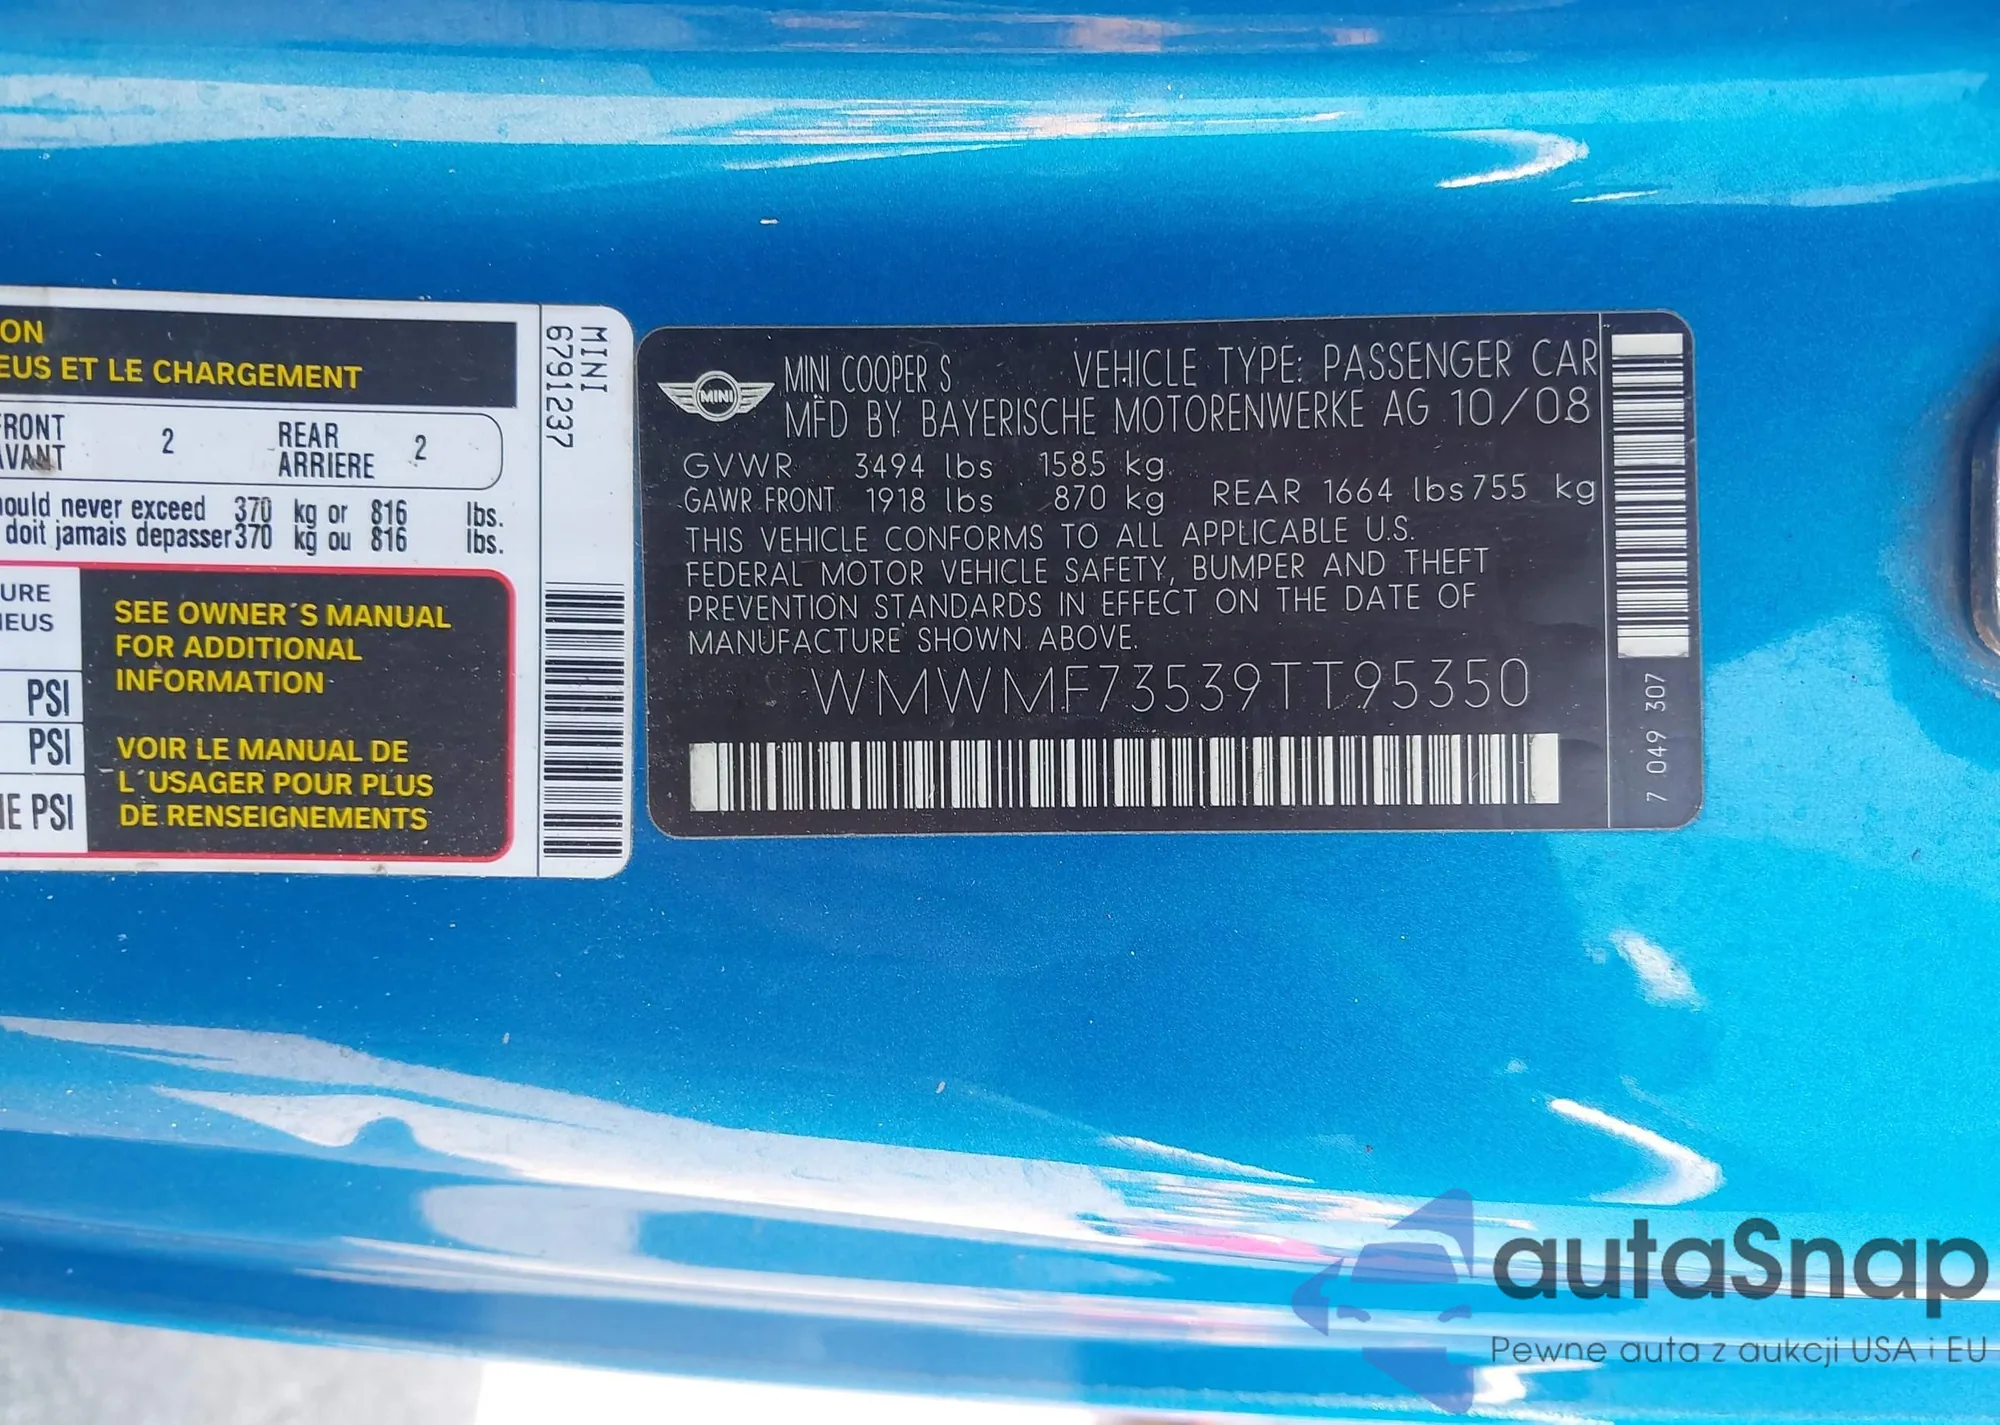 ON
EUS ET LE CHARGEMENT
FRONT 2 REAR 2
AVANT ARRIERE
ould never exceed 370 kg or 816 lbs.
doit jamais depasser 370 kg ou 816 lbs.
URE
NEUS
PSI
PSI
NE PSI
SEE OWNER´S MANUAL
FOR ADDITIONAL
INFORMATION
VOIR LE MANUAL DE
L´USAGER POUR PLUS
DE RENSEIGNEMENTS
MINI
6791237
MINI
MINI COOPER S VEHICLE TYPE: PASSENGER CAR
MFD BY BAYERISCHE MOTORENWERKE AG 10/08
GVWR 3494 lbs 1585 kg
GAWR FRONT 1918 lbs 870 kg REAR 1664 lbs 755 kg
THIS VEHICLE CONFORMS TO ALL APPLICABLE U.S.
FEDERAL MOTOR VEHICLE SAFETY, BUMPER AND THEFT
PREVENTION STANDARDS IN EFFECT ON THE DATE OF
MANUFACTURE SHOWN ABOVE.
WMWMF73539TT95350
7 049 307
autaSnap
Pewne auta z aukcji USA i EU